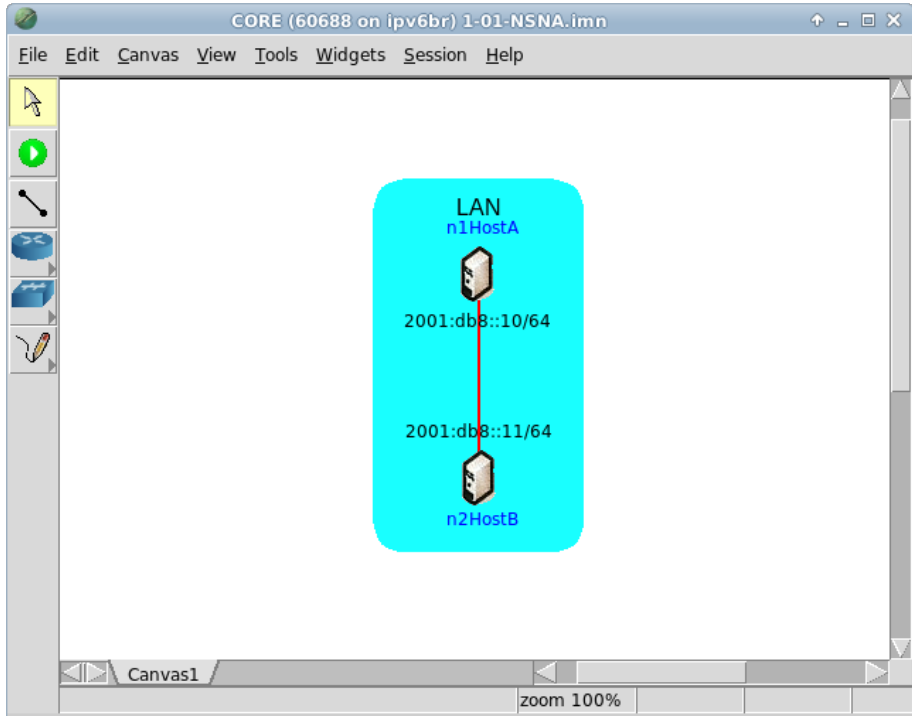 CORE (60688 on ipv6br) 1-01-NSNA.imn
File Edit Canvas View Tools Widgets Session Help
LAN
n1HostA
2001:db8::10/64
2001:db8::11/64
n2HostB
Canvas1
zoom 100%